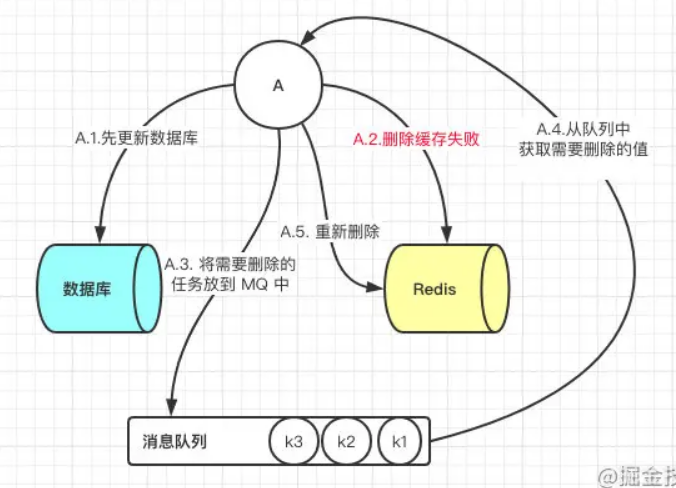 A
A.1.先更新数据库
A.2.删除缓存失败
A.4.从队列中
获取需要删除的值
A.5. 重新删除
A.3. 将需要删除的
任务放到 MQ 中
数据库
Redis
消息队列
k3
k2
k1
@掘金技